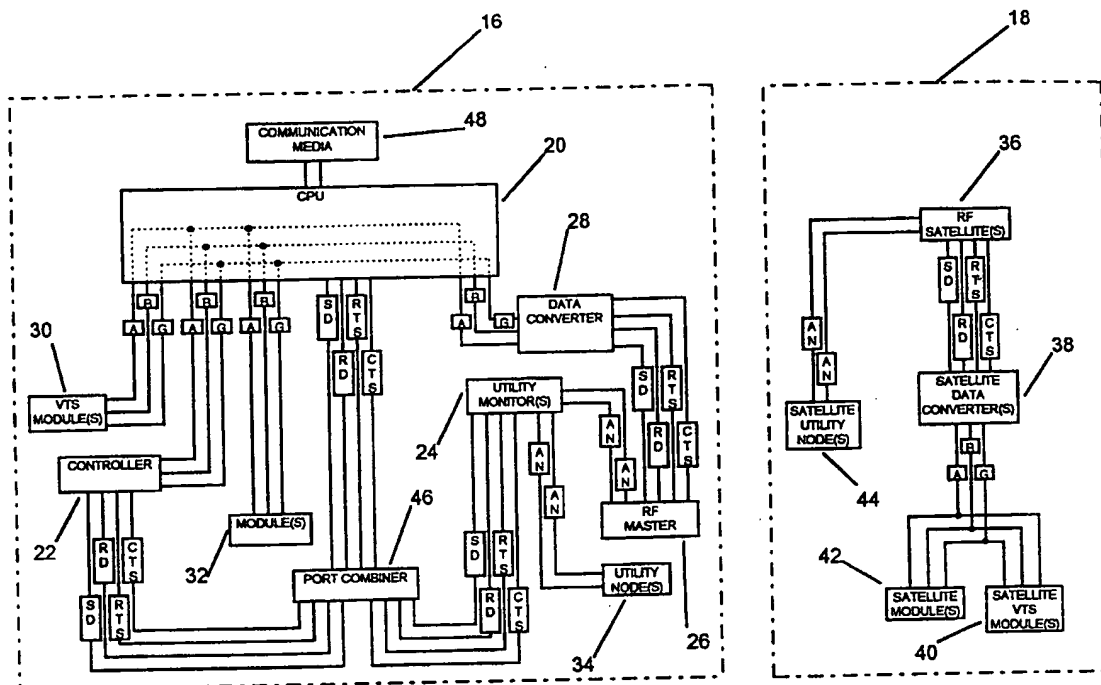 16
18
COMMUNICATION
MEDIA
48
20
CPU
36
RF
SATELLITE(S)
28
DATA
CONVERTER
A
B
G
A
B
G
A
B
G
SD
RD
RTS
CTS
A
B
G
30
VTS
MODULE(S)
24
UTILITY
MONITOR(S)
SD
RD
RTS
CTS
AN
AN
AN
AN
CONTROLLER
22
MODULE(S)
32
46
PORT COMBINER
SD
RD
RTS
CTS
SD
RD
RTS
CTS
RF
MASTER
26
UTILITY
NODE(S)
34
SD
RD
RTS
CTS
AN
AN
38
SATELLITE
DATA
CONVERTER(S)
SATELLITE
UTILITY
NODE(S)
44
A
B
G
42
SATELLITE
MODULE(S)
SATELLITE
VTS
MODULE(S)
40